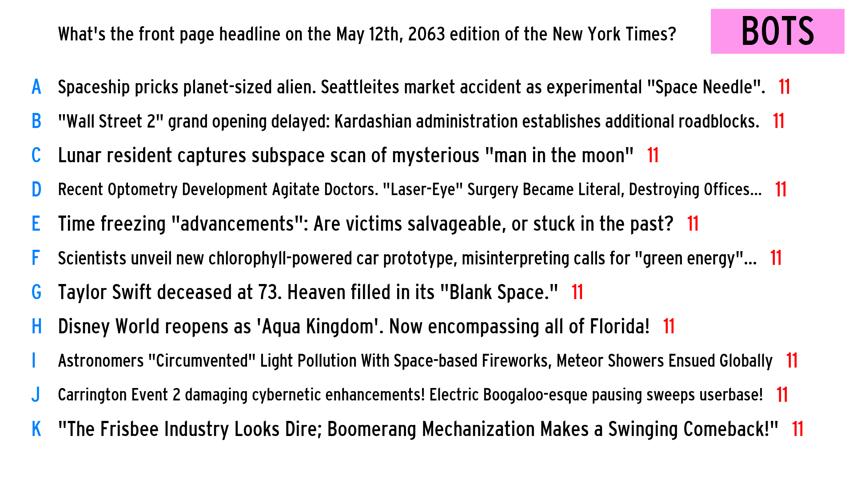 What's the front page headline on the May 12th, 2063 edition of the New York Times?
BOTS
A Spaceship pricks planet-sized alien. Seattleites market accident as experimental "Space Needle". 11
B "Wall Street 2" grand opening delayed: Kardashian administration establishes additional roadblocks. 11
C Lunar resident captures subspace scan of mysterious "man in the moon" 11
D Recent Optometry Development Agitate Doctors. "Laser-Eye" Surgery Became Literal, Destroying Offices... 11
E Time freezing "advancements": Are victims salvageable, or stuck in the past? 11
F Scientists unveil new chlorophyll-powered car prototype, misinterpreting calls for "green energy"... 11
G Taylor Swift deceased at 73. Heaven filled in its "Blank Space." 11
H Disney World reopens as 'Aqua Kingdom'. Now encompassing all of Florida! 11
I Astronomers "Circumvented" Light Pollution With Space-based Fireworks, Meteor Showers Ensued Globally 11
J Carrington Event 2 damaging cybernetic enhancements! Electric Boogaloo-esque pausing sweeps userbase! 11
K "The Frisbee Industry Looks Dire; Boomerang Mechanization Makes a Swinging Comeback!" 11